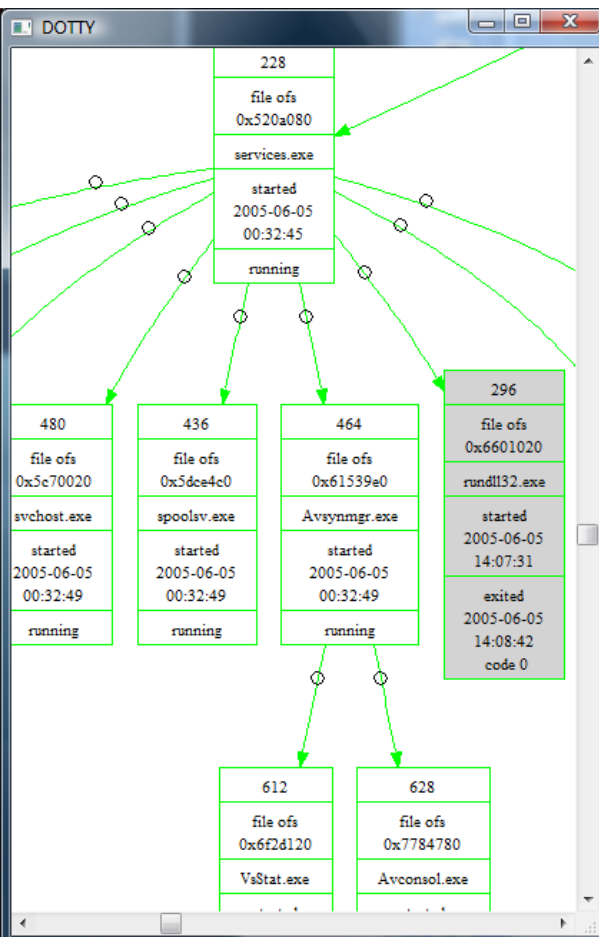 DOTTY
228
file ofs
0x520a080
services.exe
started
2005-06-05
00:32:45
running
480
file ofs
0x5c70020
svchost.exe
started
2005-06-05
00:32:49
running
436
file ofs
0x5dce4c0
spoolsv.exe
started
2005-06-05
00:32:49
running
464
file ofs
0x61539e0
Avsynmgr.exe
started
2005-06-05
00:32:49
running
296
file ofs
0x6601020
rundll32.exe
started
2005-06-05
14:07:31
exited
2005-06-05
14:08:42
code 0
612
file ofs
0x6f2d120
VsStat.exe
628
file ofs
0x7784780
Avconsol.exe